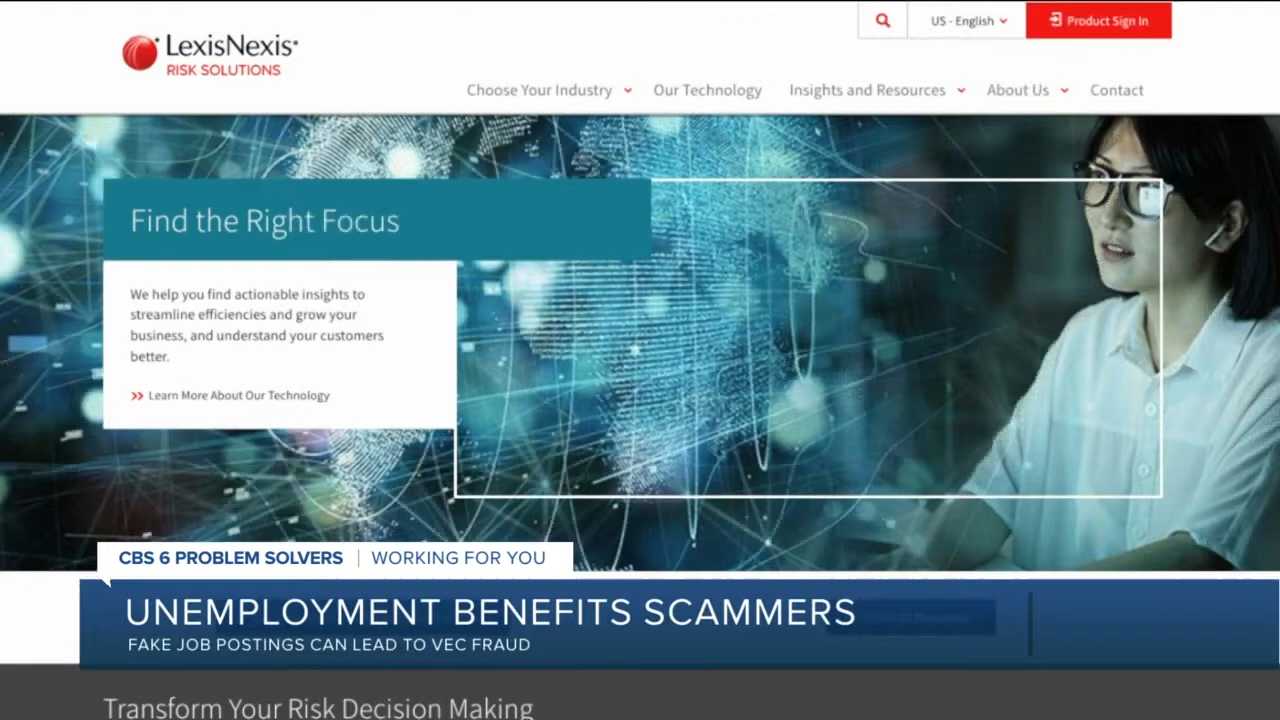 LexisNexis®
RISK SOLUTIONS
US - English
Product Sign In
Choose Your Industry
Our Technology
Insights and Resources
About Us
Contact
Find the Right Focus
We help you find actionable insights to
streamline efficiencies and grow your
business, and understand your customers
better.
Learn More About Our Technology
CBS 6 PROBLEM SOLVERS | WORKING FOR YOU
UNEMPLOYMENT BENEFITS SCAMMERS
FAKE JOB POSTINGS CAN LEAD TO VEC FRAUD
Transform Your Risk Decision Making